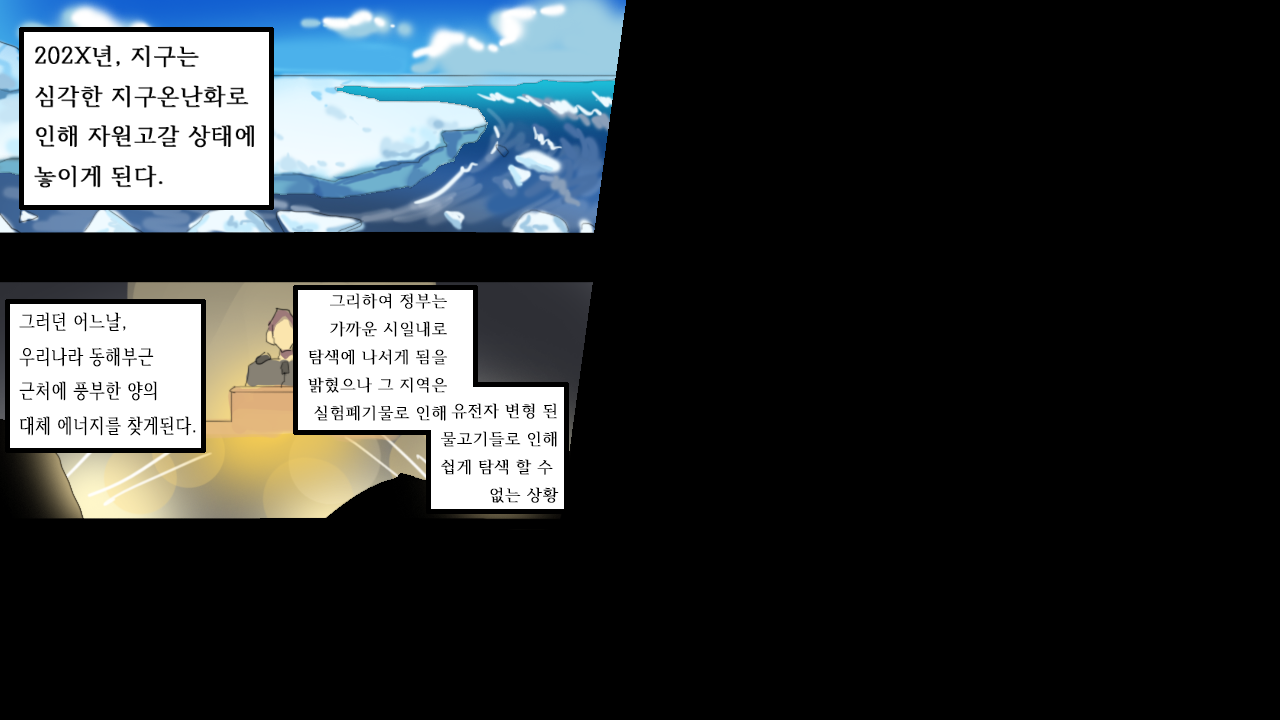 202X년, 지구는
심각한 지구온난화로
인해 자원고갈 상태에
놓이게 된다.
그러던 어느날,
우리나라 동해부근
근처에 풍부한 양의
대체 에너지를 찾게된다.
그리하여 정부는
가까운 시일내로
탐색에 나서게 됨을
밝혔으나 그 지역은
실험폐기물로 인해
유전자 변형 된
물고기들로 인해
쉽게 탐색 할 수
없는 상황